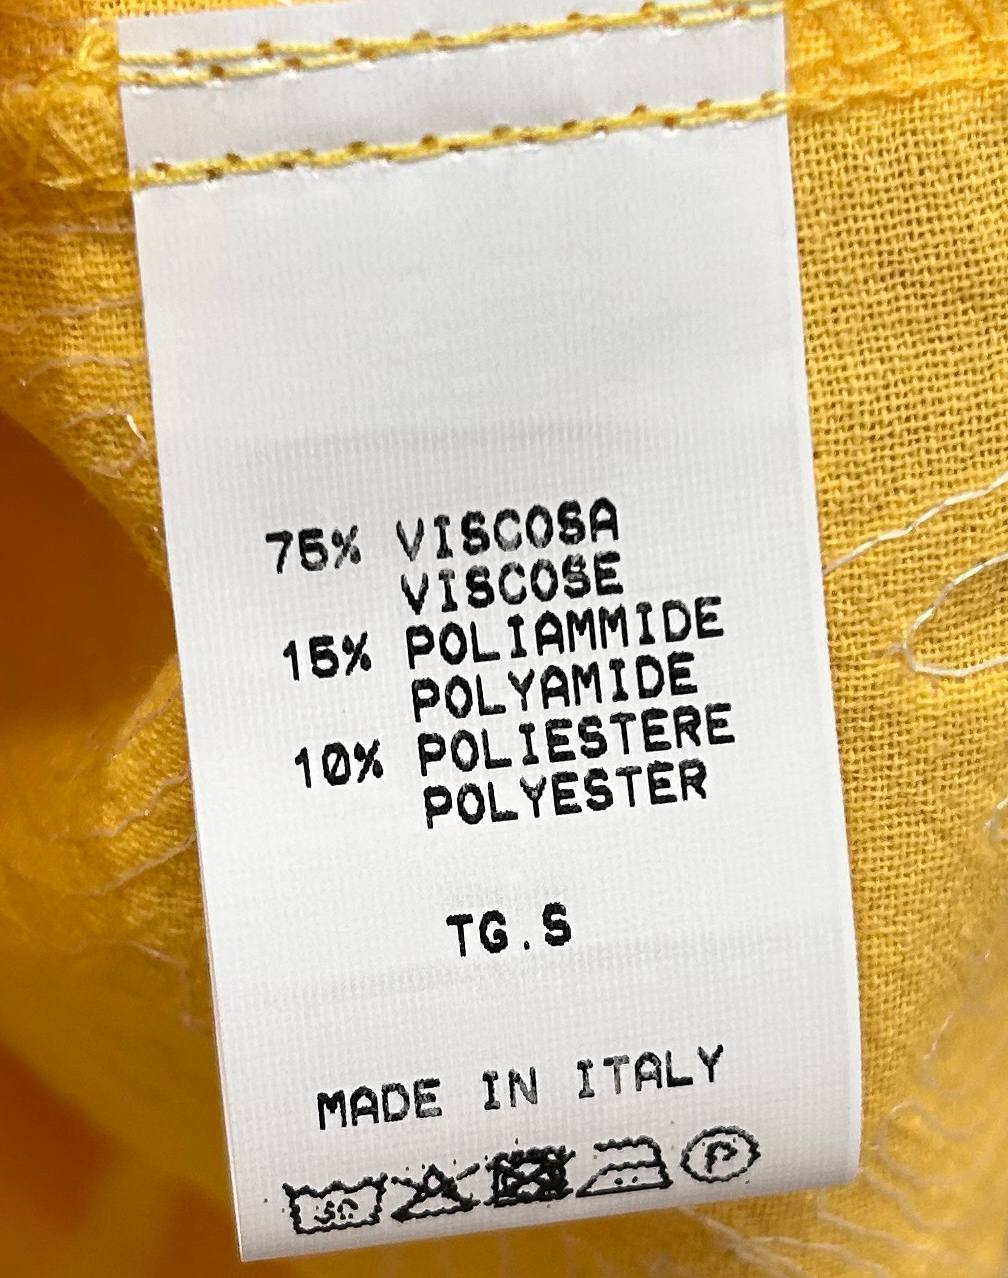 75% VISCOSA
VISCOSE
15% POLIAMMIDE
POLYAMIDE
10% POLIESTERE
POLYESTER
TG.S
MADE IN ITALY
30 P